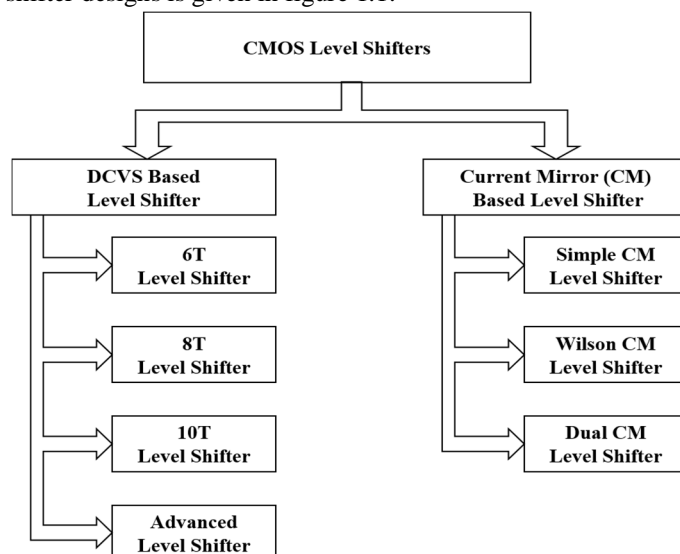 shifter designs is given in figure 1.1.
CMOS Level Shifters
DCVS Based
Level Shifter
6T
Level Shifter
8T
Level Shifter
10T
Level Shifter
Advanced
Level Shifter
Current Mirror (CM)
Based Level Shifter
Simple CM
Level Shifter
Wilson CM
Level Shifter
Dual CM
Level Shifter